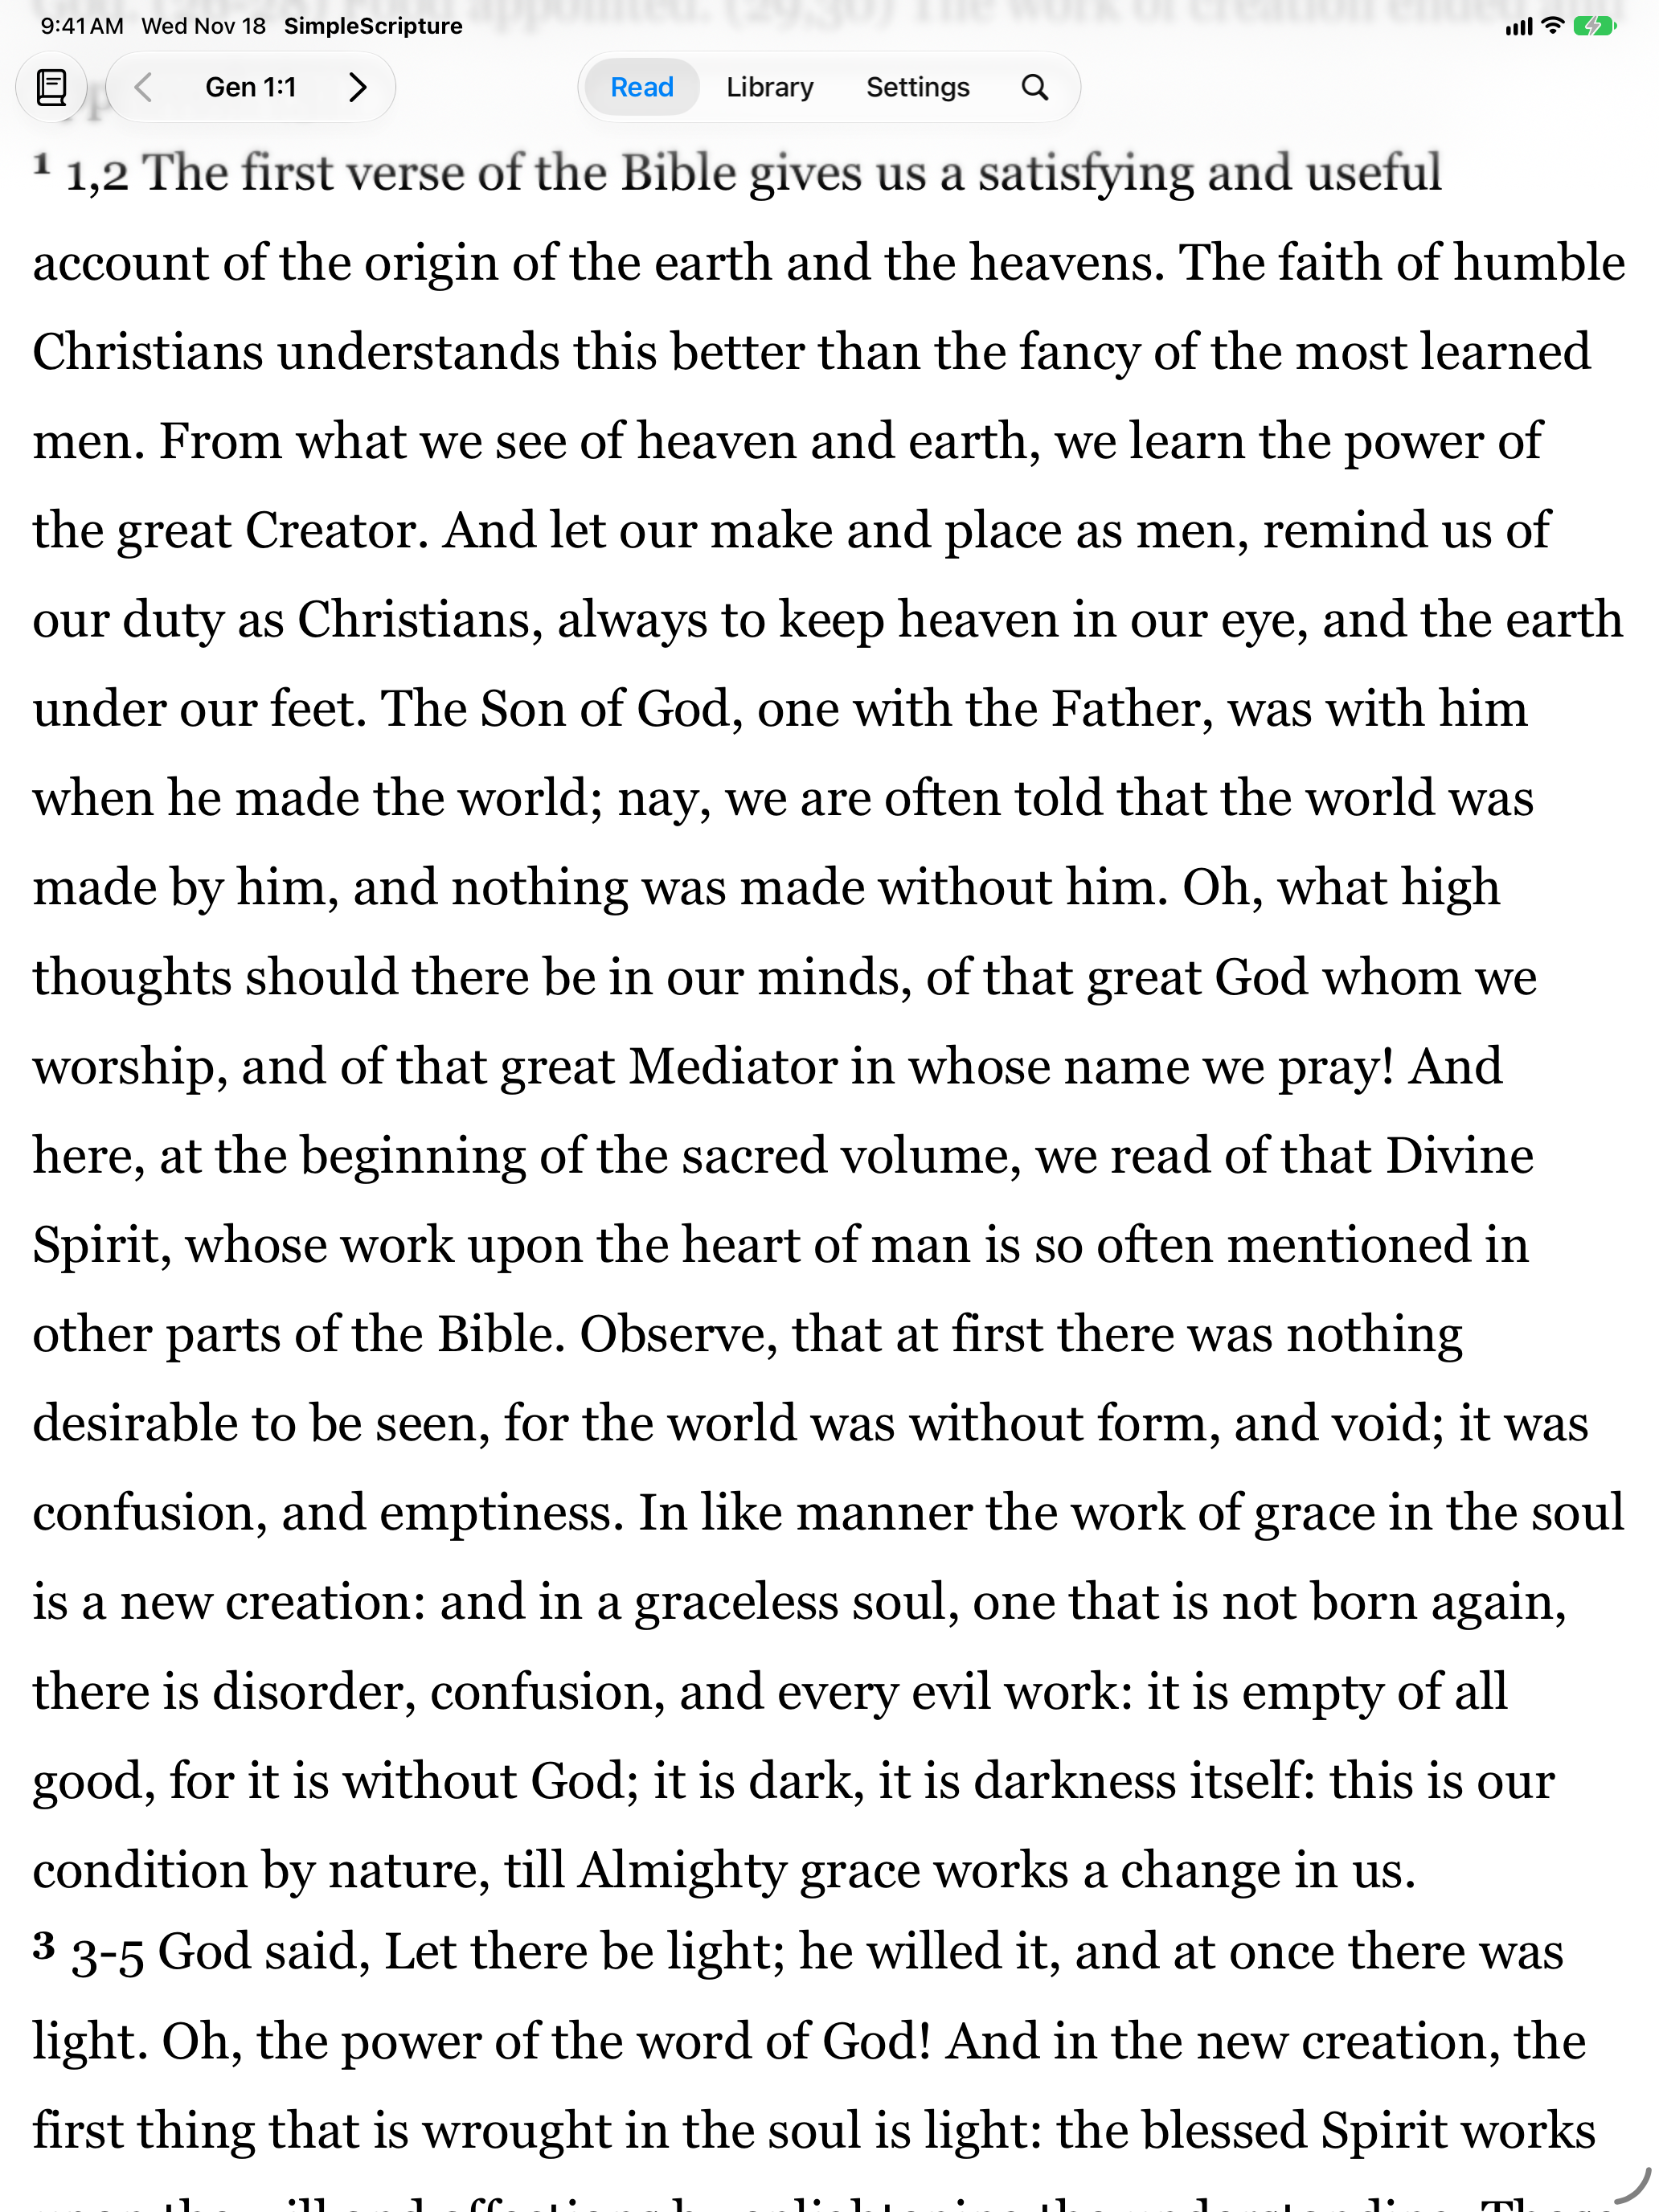 God. (26-28) Food appointed. (29,30) The work of creation ended
9:41 AM Wed Nov 18 SimpleScripture
Gen 1:1
Read Library Settings
1 1,2 The first verse of the Bible gives us a satisfying and useful
account of the origin of the earth and the heavens. The faith of humble
Christians understands this better than the fancy of the most learned
men. From what we see of heaven and earth, we learn the power of
the great Creator. And let our make and place as men, remind us of
our duty as Christians, always to keep heaven in our eye, and the earth
under our feet. The Son of God, one with the Father, was with him
when he made the world; nay, we are often told that the world was
made by him, and nothing was made without him. Oh, what high
thoughts should there be in our minds, of that great God whom we
worship, and of that great Mediator in whose name we pray! And
here, at the beginning of the sacred volume, we read of that Divine
Spirit, whose work upon the heart of man is so often mentioned in
other parts of the Bible. Observe, that at first there was nothing
desirable to be seen, for the world was without form, and void; it was
confusion, and emptiness. In like manner the work of grace in the soul
is a new creation: and in a graceless soul, one that is not born again,
there is disorder, confusion, and every evil work: it is empty of all
good, for it is without God; it is dark, it is darkness itself: this is our
condition by nature, till Almighty grace works a change in us.
3 3-5 God said, Let there be light; he willed it, and at once there was
light. Oh, the power of the word of God! And in the new creation, the
first thing that is wrought in the soul is light: the blessed Spirit works